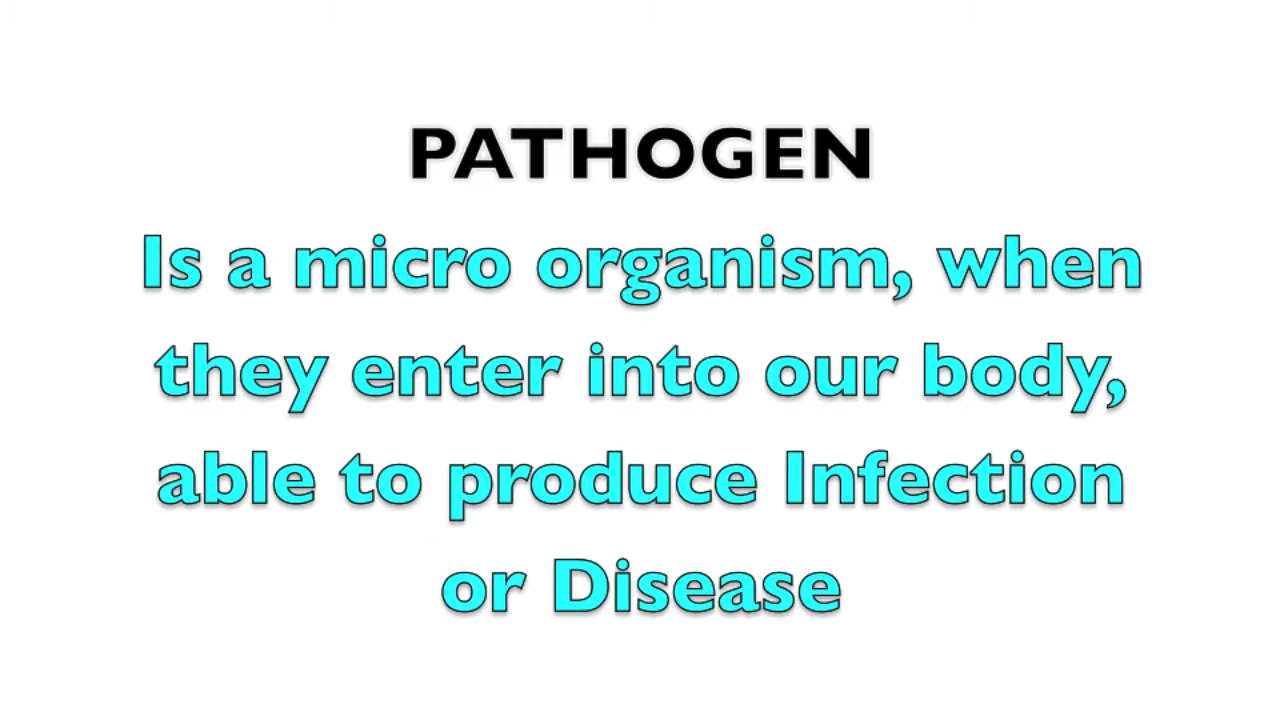 PATHOGEN
Is a micro organism, when
they enter into our body,
able to produce Infection
or Disease